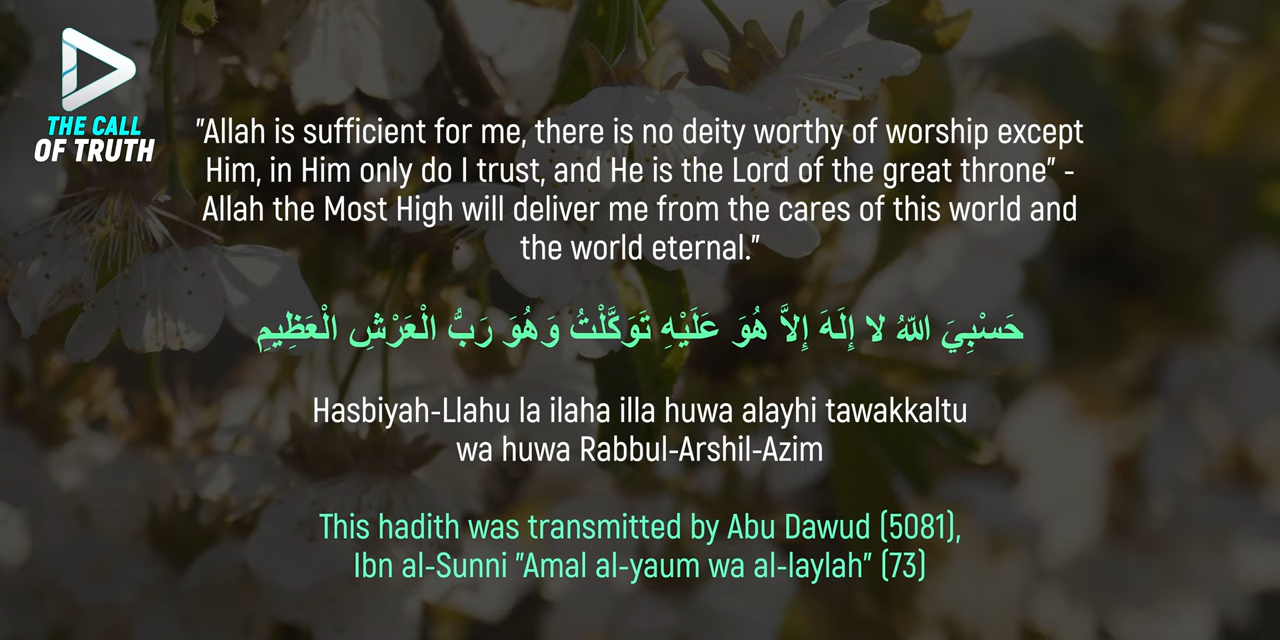 THE CALL
OF TRUTH
"Allah is sufficient for me, there is no deity worthy of worship except
Him, in Him only do I trust, and He is the Lord of the great throne" -
Allah the Most High will deliver me from the cares of this world and
the world eternal."
حَسْبِيَ اللهُ لا إِلَهَ إِلاَّ هُوَ عَلَيْهِ تَوَكَّلْتُ وَهُوَ رَبُّ الْعَرْشِ الْعَظِيمِ
Hasbiyah-Llahu la ilaha illa huwa alayhi tawakkaltu
wa huwa Rabbul-Arshil-Azim
This hadith was transmitted by Abu Dawud (5081),
Ibn al-Sunni "Amal al-yaum wa al-laylah" (73)